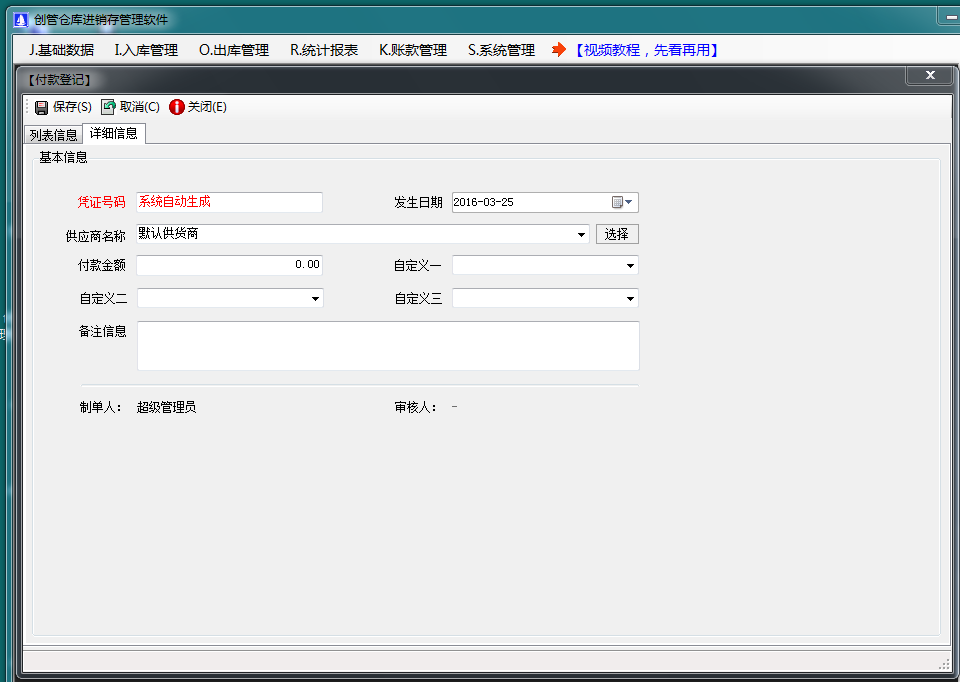 创管仓库进销存管理软件
J.基础数据 I.入库管理 O.出库管理 R.统计报表 K.账款管理 S.系统管理 【视频教程，先看再用】
【付款登记】
保存(S) 取消(C) 关闭(E)
列表信息 详细信息
基本信息
凭证号码 系统自动生成 发生日期 2016-03-25
供应商名称 默认供货商 选择
付款金额 0.00 自定义一
自定义二 自定义三
备注信息
制单人： 超级管理员 审核人： -